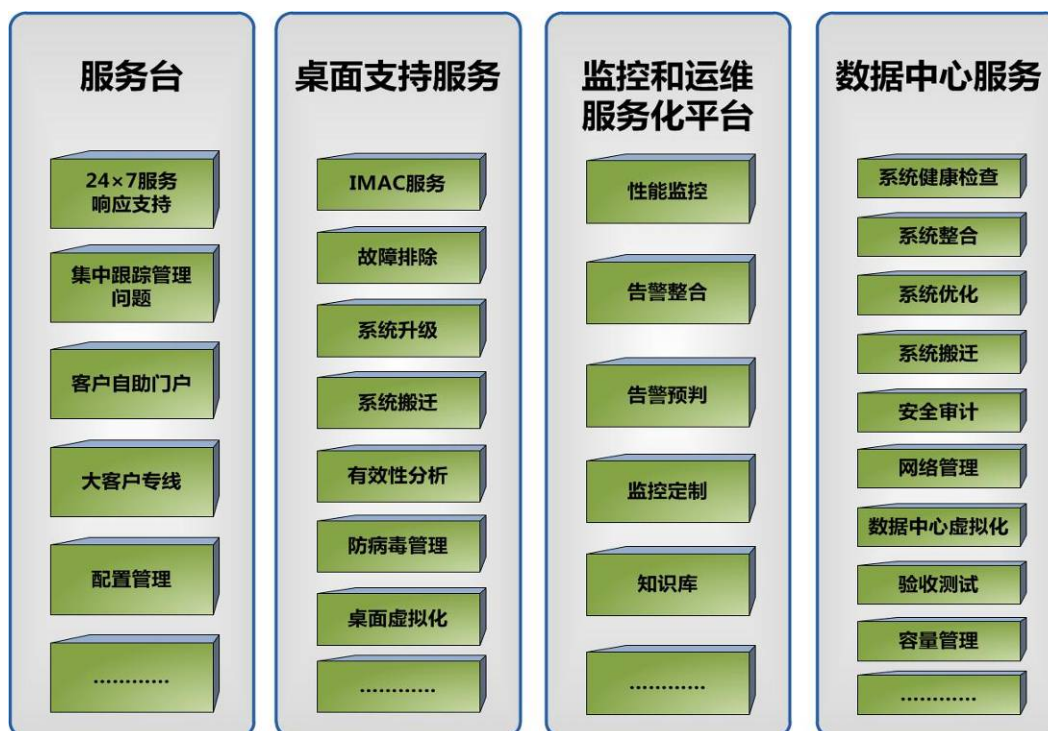 服务台
24×7服务
响应支持
集中跟踪管理
问题
客户自助门户
大客户专线
配置管理
…………
桌面支持服务
IMAC服务
故障排除
系统升级
系统搬迁
有效性分析
防病毒管理
桌面虚拟化
…………
监控和运维
服务化平台
性能监控
告警整合
告警预判
监控定制
知识库
…………
数据中心服务
系统健康检查
系统整合
系统优化
系统搬迁
安全审计
网络管理
数据中心虚拟化
验收测试
容量管理
…………